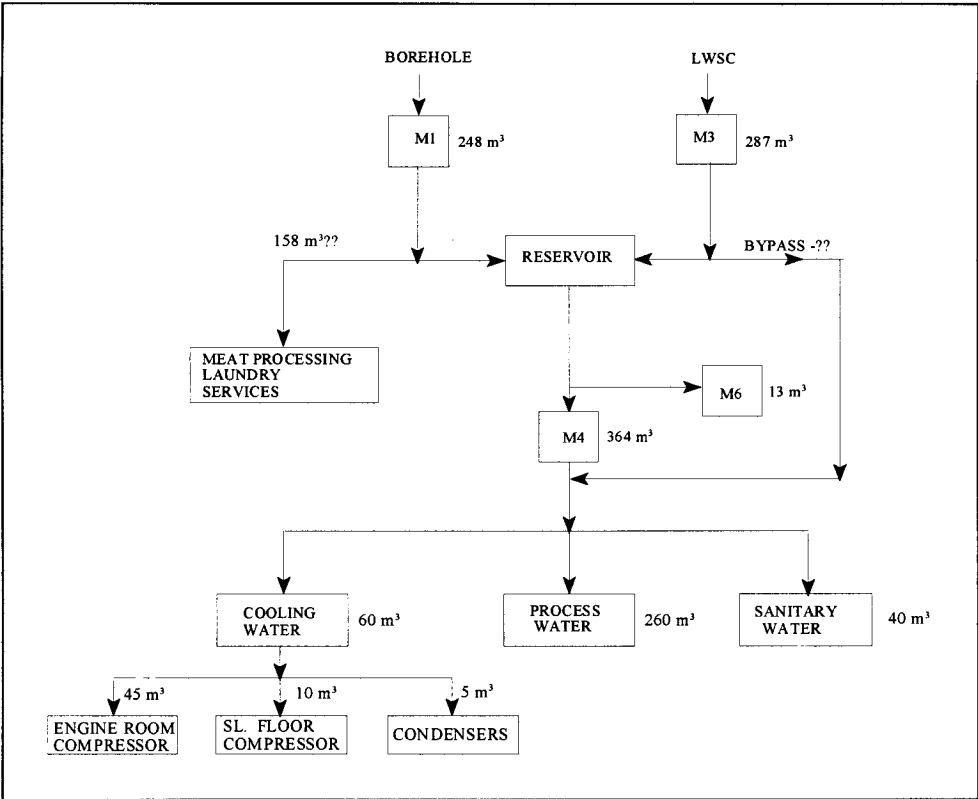 BOREHOLE
LWSC
M1
248 m³
M3
287 m³
158 m³??
RESERVOIR
BYPASS -??
MEAT PROCESSING
LAUNDRY
SERVICES
M6
13 m³
M4
364 m³
COOLING
WATER
60 m³
PROCESS
WATER
260 m³
SANITARY
WATER
40 m³
45 m³
10 m³
5 m³
ENGINE ROOM
COMPRESSOR
SL. FLOOR
COMPRESSOR
CONDENSERS